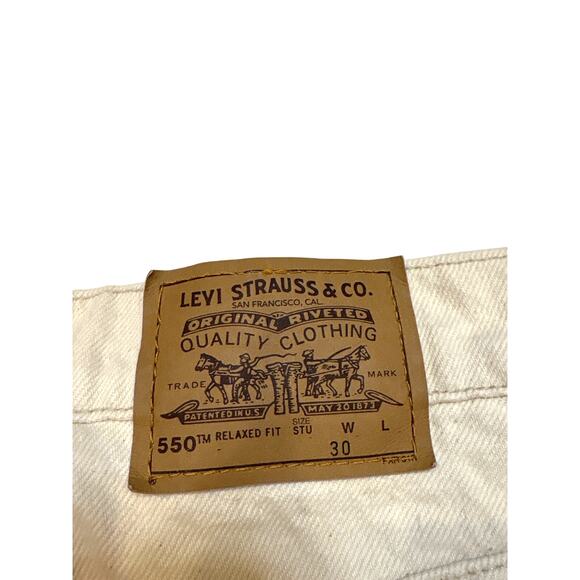 LEVI STRAUSS & CO.
SAN FRANCISCO, CAL.
ORIGINAL RIVETED
QUALITY CLOTHING
TRADE MARK
PATENTED IN U.S. MAY 20 1873
550™ RELAXED FIT SIZE STU W L
30